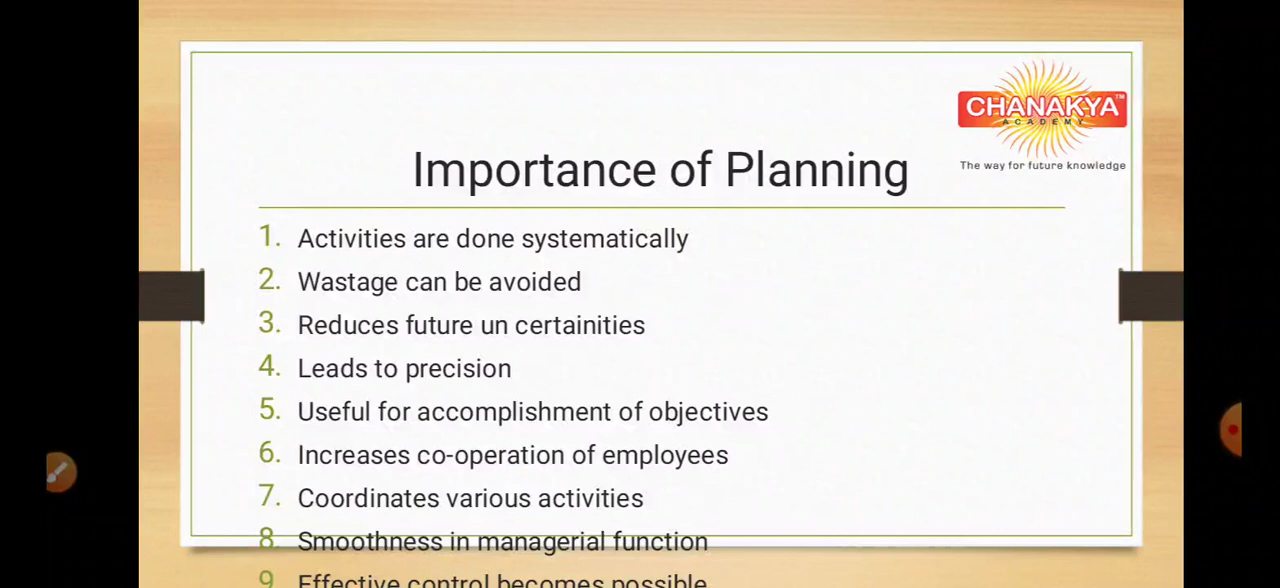 CHANAKYA™
ACADEMY
The way for future knowledge
Importance of Planning
1. Activities are done systematically
2. Wastage can be avoided
3. Reduces future un certainities
4. Leads to precision
5. Useful for accomplishment of objectives
6. Increases co-operation of employees
7. Coordinates various activities
8. Smoothness in managerial function
9. Effective control becomes possible